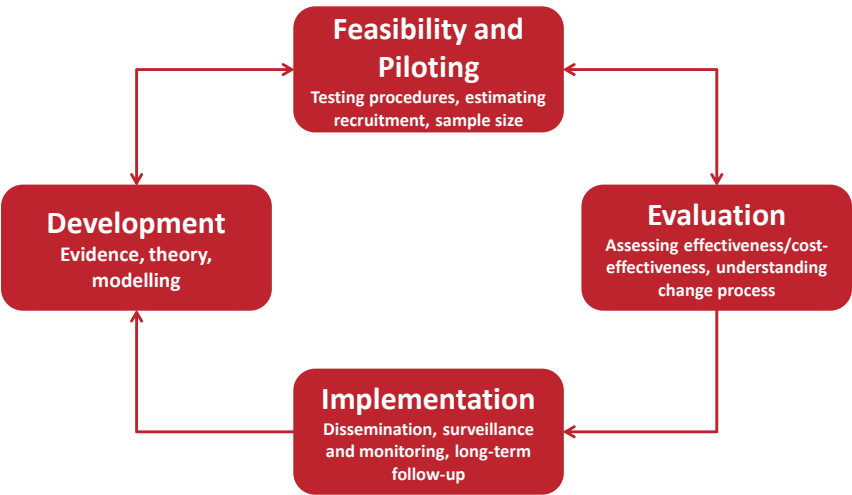 Feasibility and
Piloting
Testing procedures, estimating
recruitment, sample size
Development
Evidence, theory,
modelling
Evaluation
Assessing effectiveness/cost-
effectiveness, understanding
change process
Implementation
Dissemination, surveillance
and monitoring, long-term
follow-up